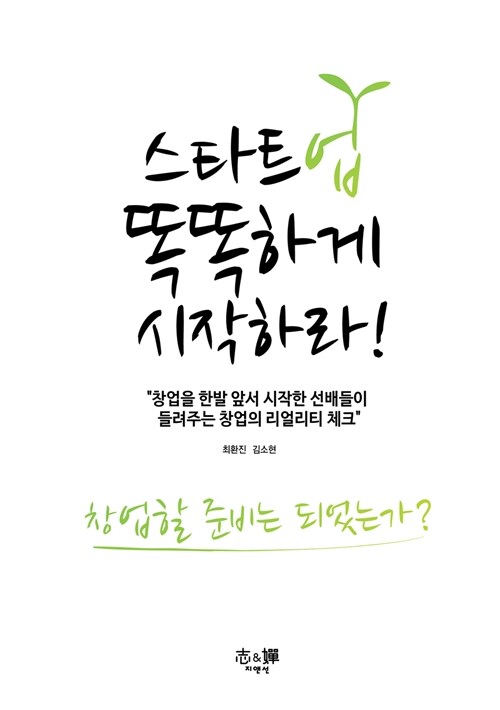 스타트업
똑똑하게
시작하라!
"창업을 한발 앞서 시작한 선배들이
들려주는 창업의 리얼리티 체크"
최환진 김소현
창업할 준비는 되었는가?
志&嬋
지앤선